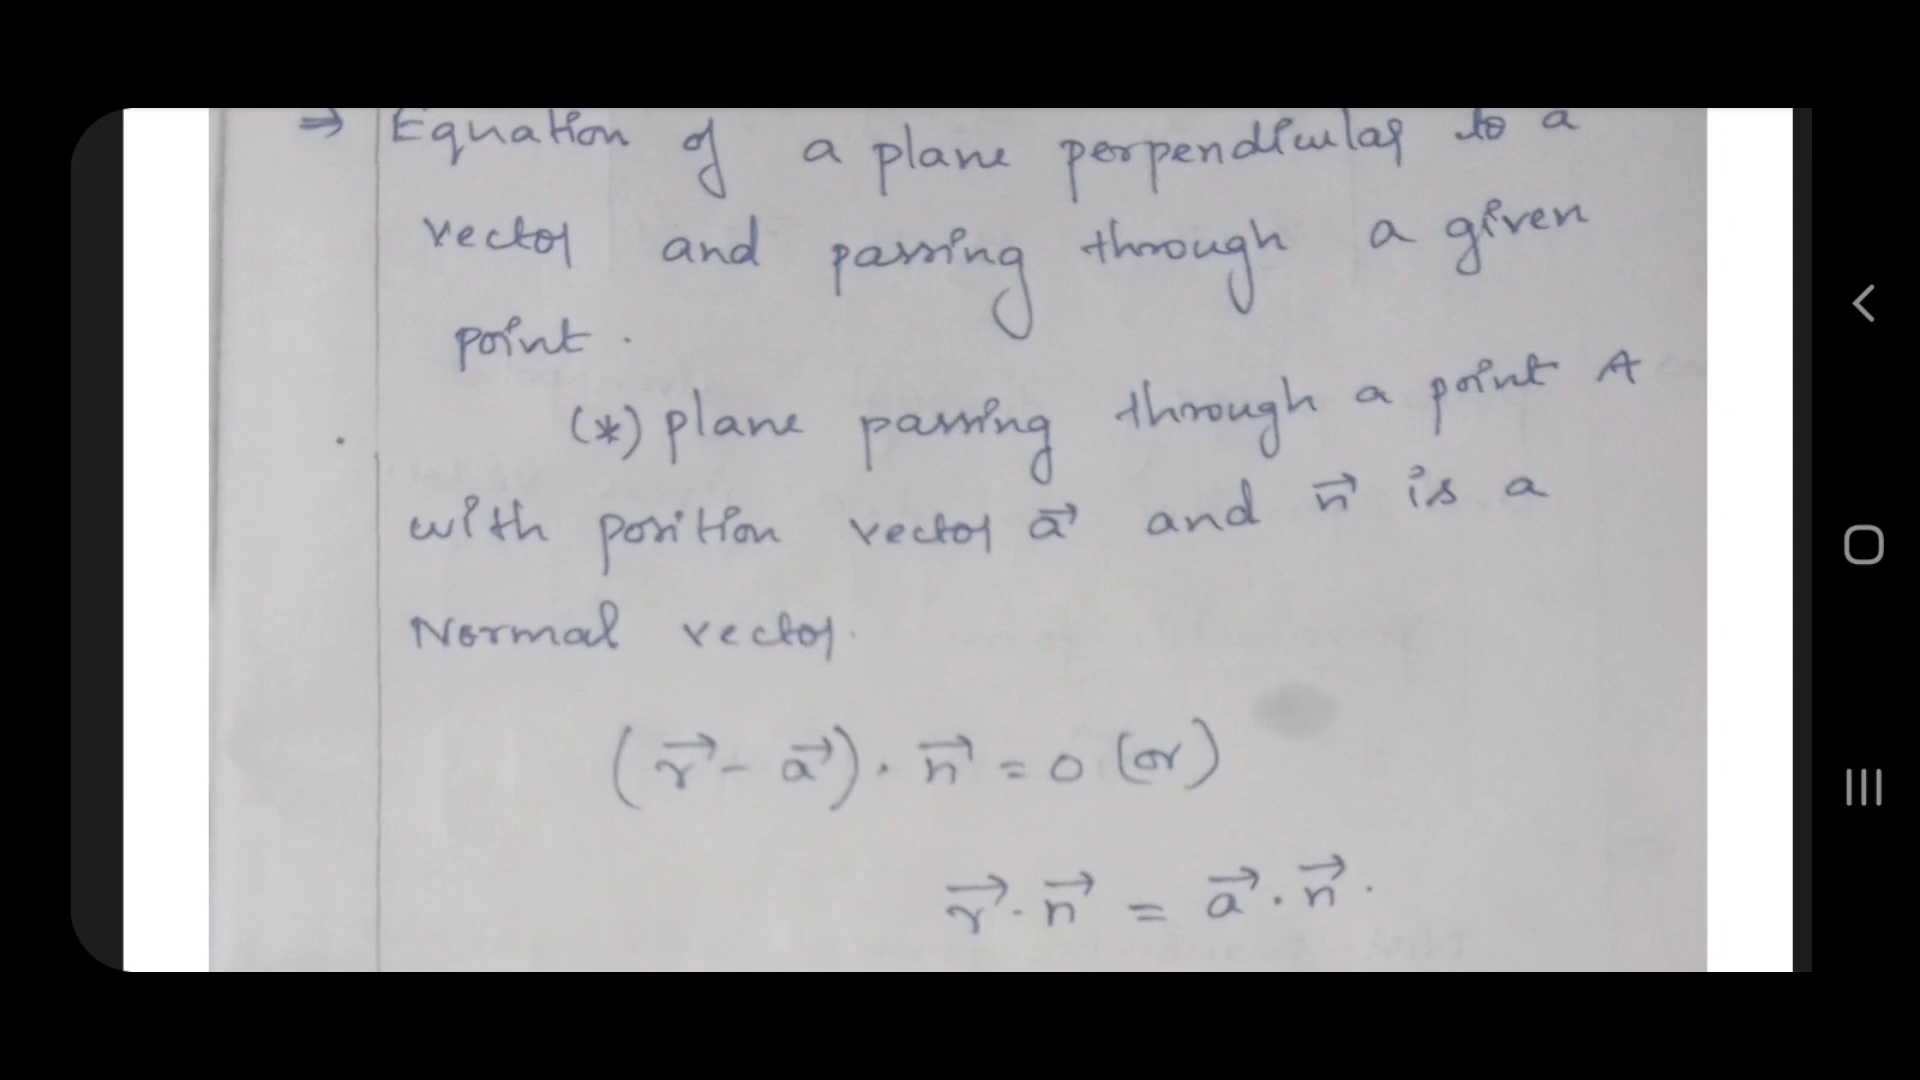 ⇒ Equation of a plane perpendicular to a
vector and passing through a given
point.
(*) plane passing through a point A
with position vector a⃗ and n⃗ is a
Normal vector.
(r⃗ - a⃗) . n⃗ = 0 (or)
r⃗ . n⃗ = a⃗ . n⃗ .